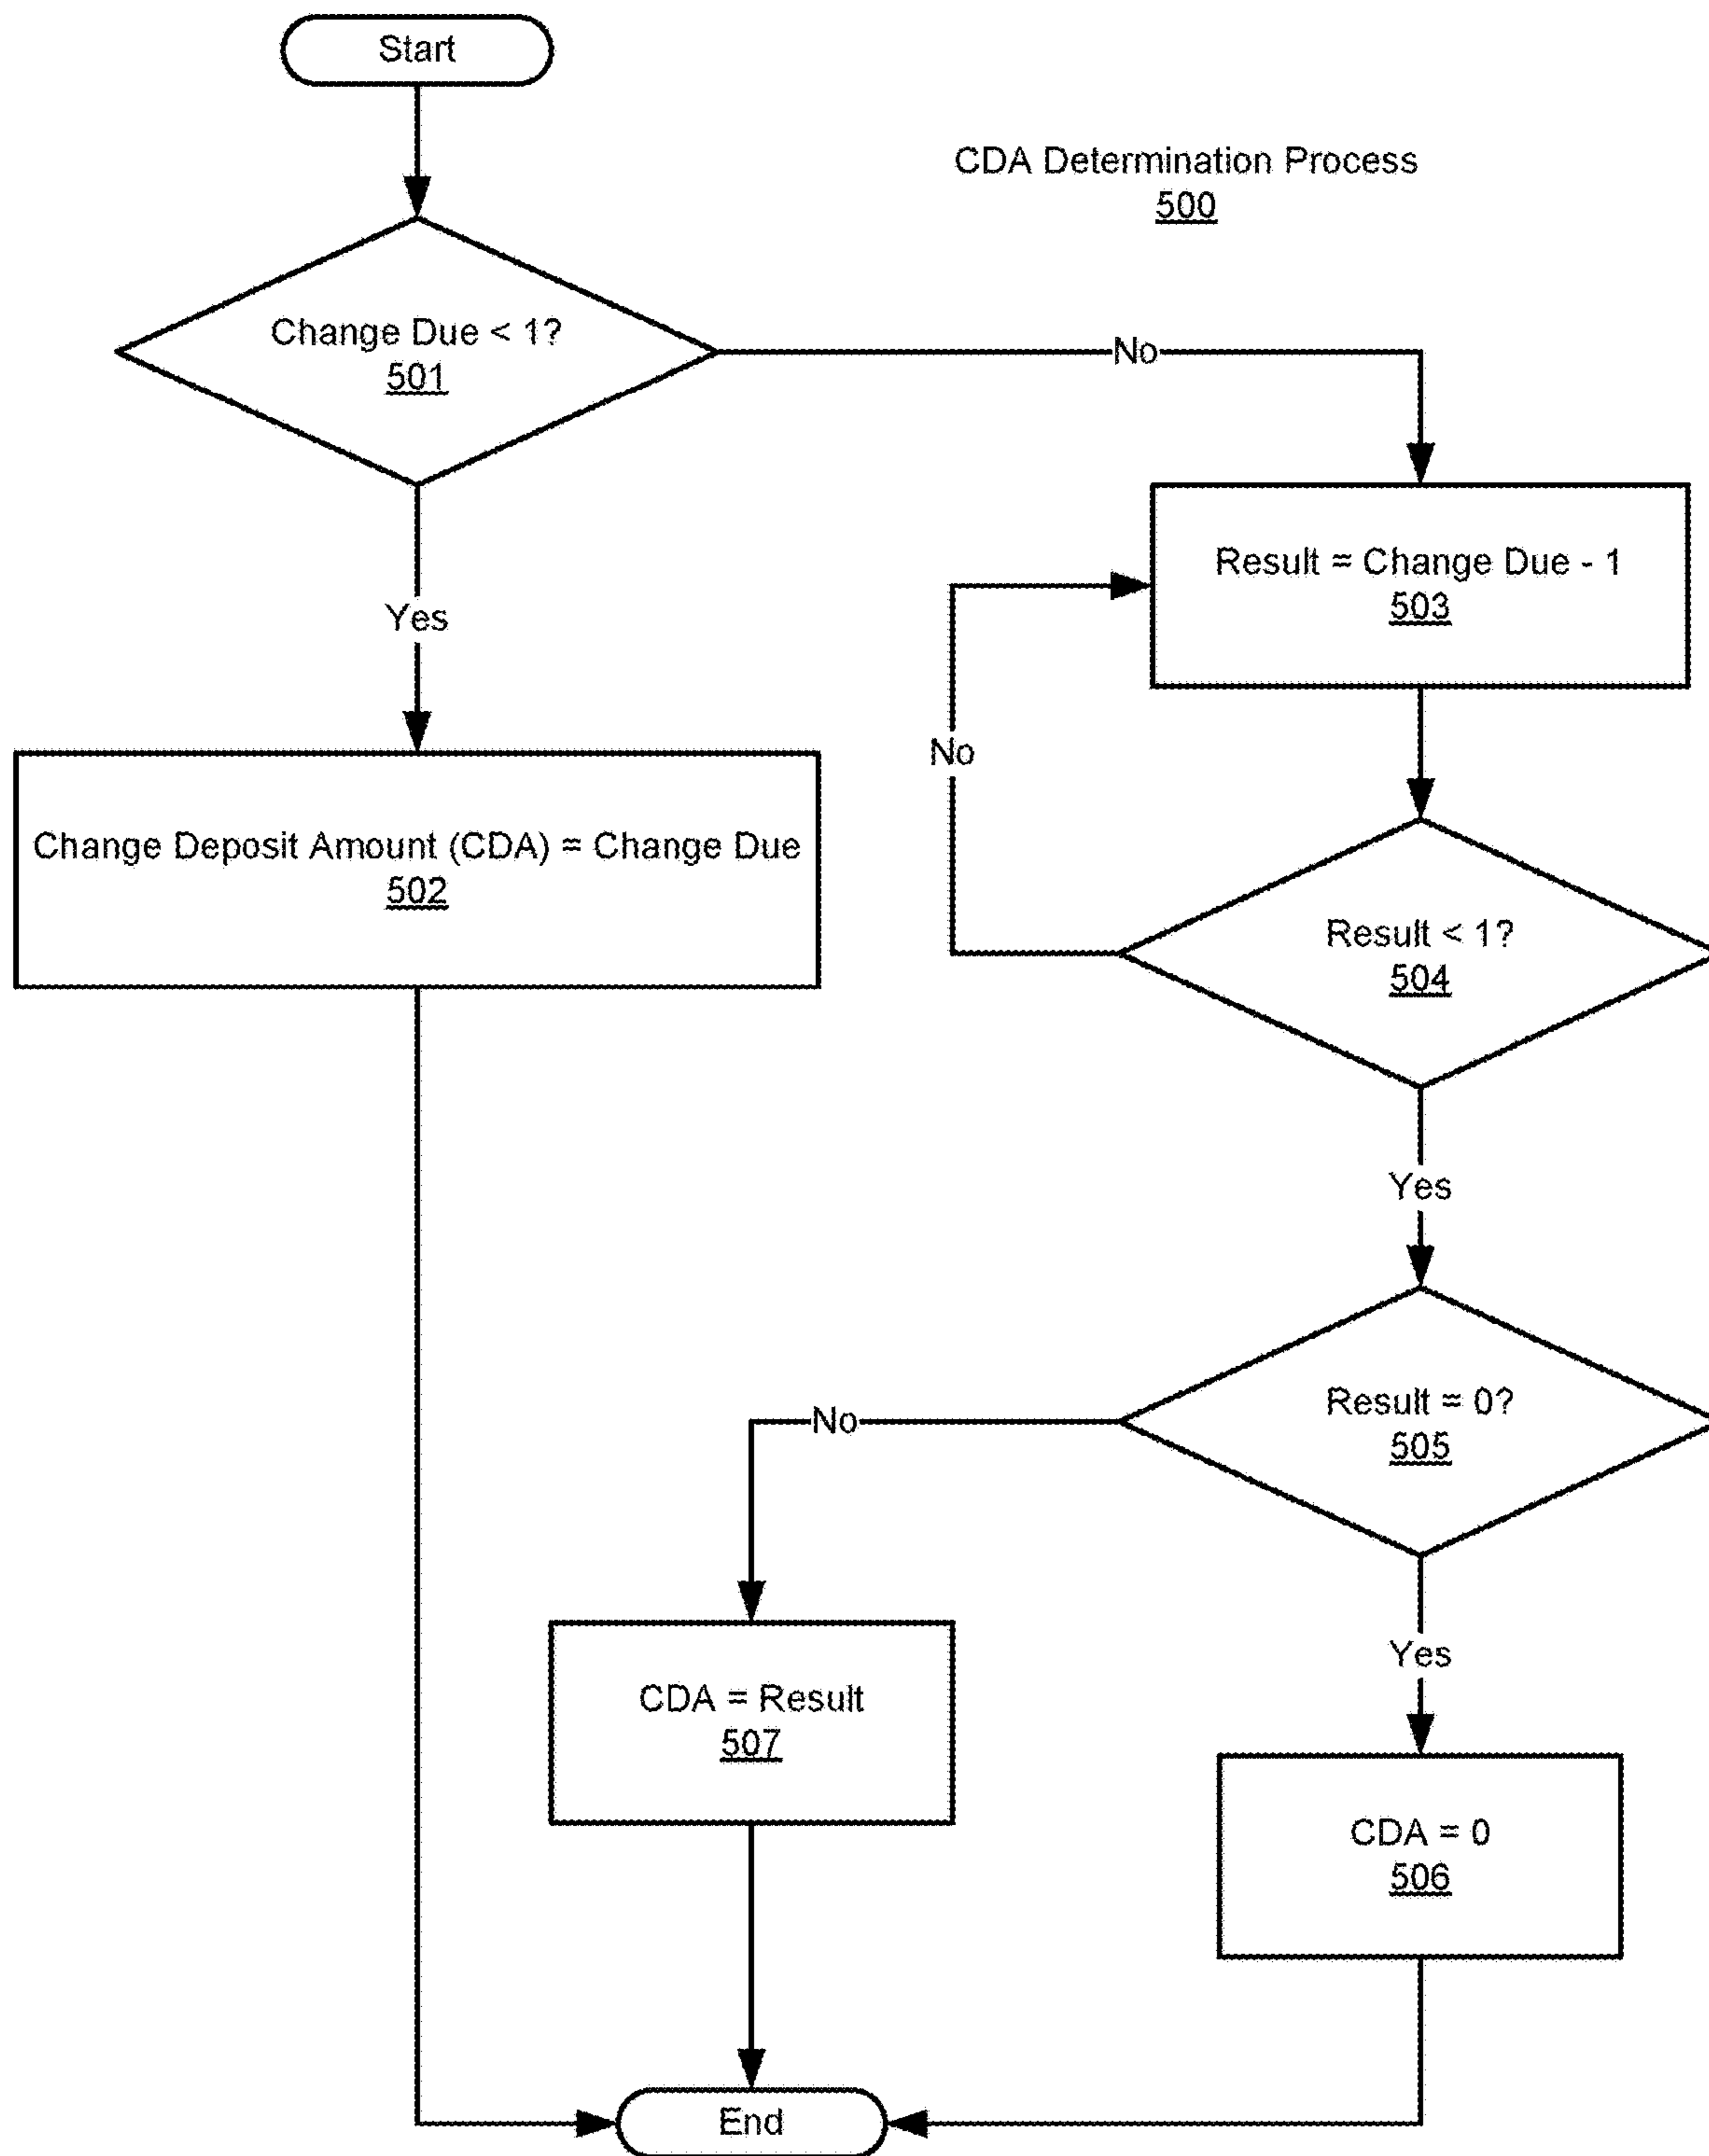 Start
CDA Determination Process
500
Change Due < 1?
501
No
Yes
Result = Change Due - 1
503
No
Change Deposit Amount (CDA) = Change Due
502
Result < 1?
504
Yes
Result = 0?
505
No
Yes
CDA = Result
507
CDA = 0
506
End